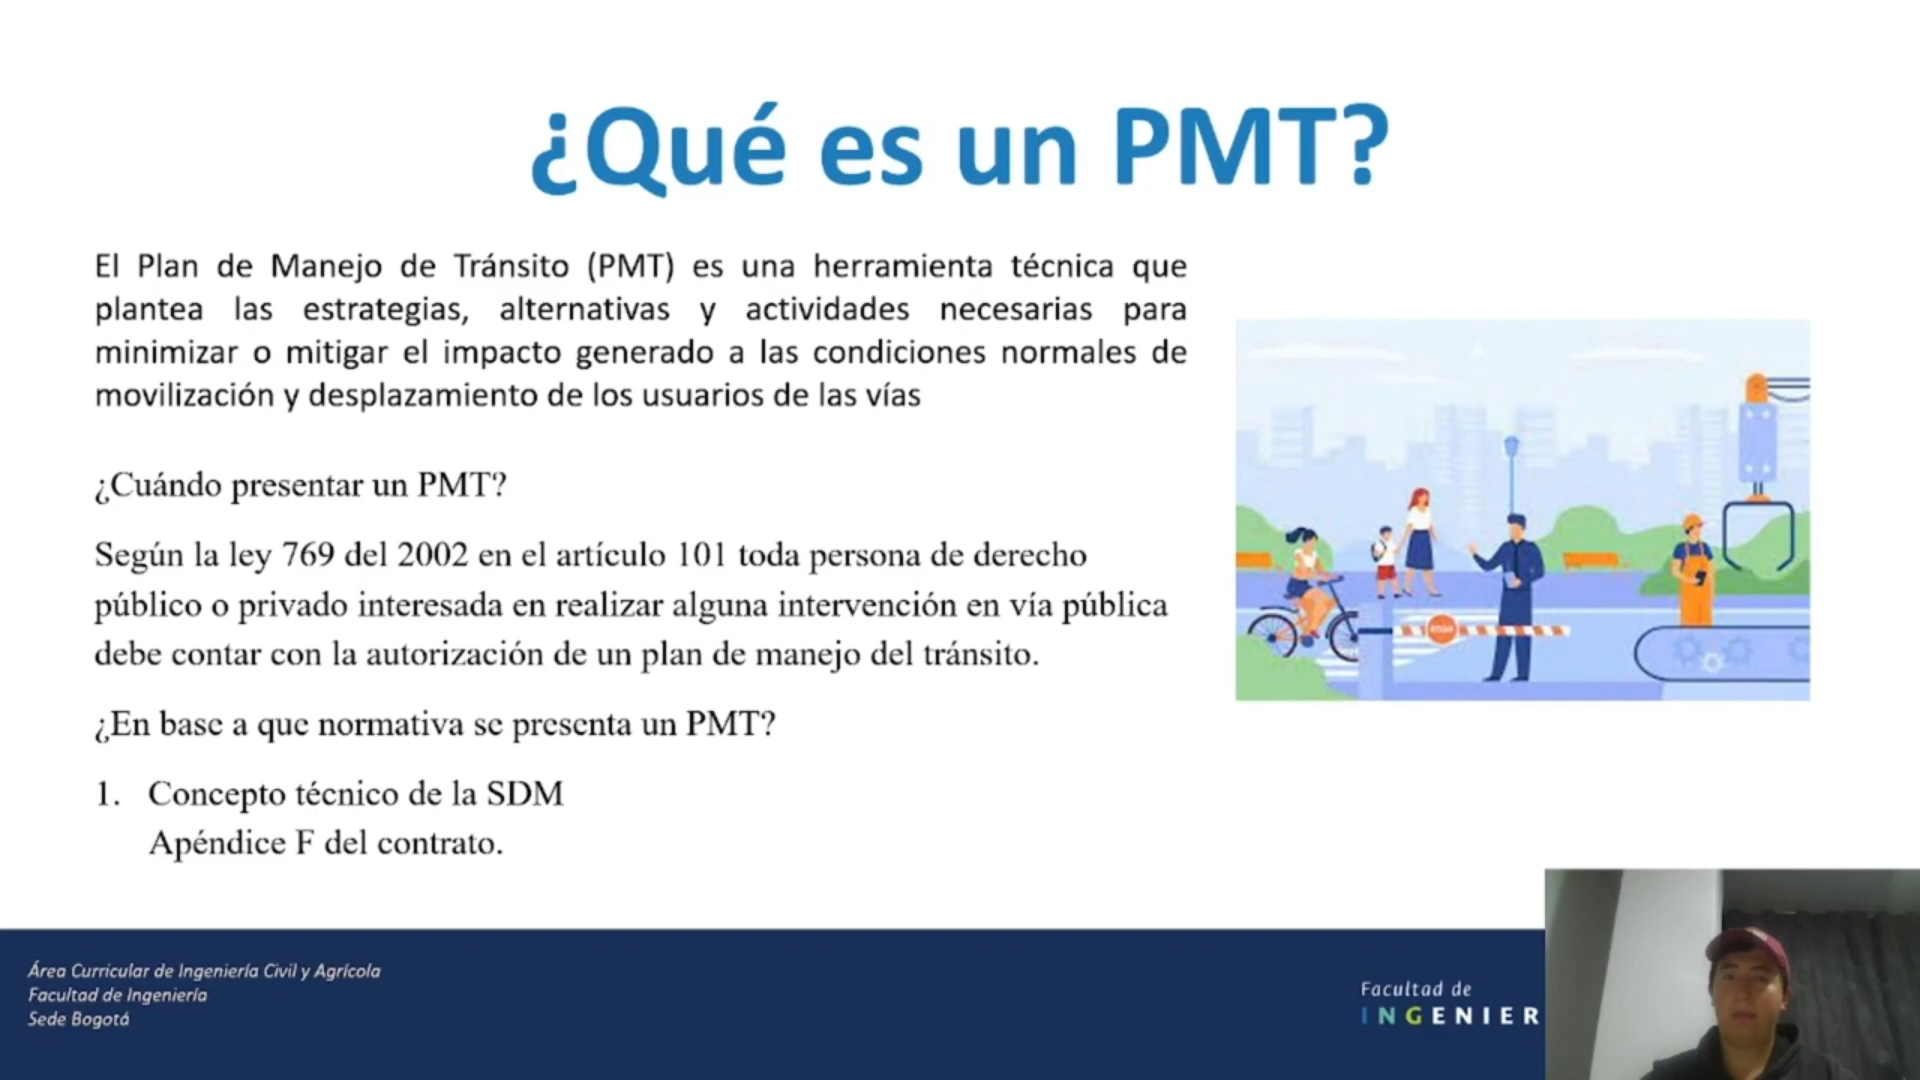 ¿Qué es un PMT?
El Plan de Manejo de Tránsito (PMT) es una herramienta técnica que
plantea las estrategias, alternativas y actividades necesarias para
minimizar o mitigar el impacto generado a las condiciones normales de
movilización y desplazamiento de los usuarios de las vías
¿Cuándo presentar un PMT?
Según la ley 769 del 2002 en el artículo 101 toda persona de derecho
público o privado interesada en realizar alguna intervención en vía pública
debe contar con la autorización de un plan de manejo del tránsito.
¿En base a que normativa se presenta un PMT?
1. Concepto técnico de la SDM
Apéndice F del contrato.
Área Curricular de Ingeniería Civil y Agrícola
Facultad de Ingeniería
Sede Bogotá
Facultad de
INGENIER